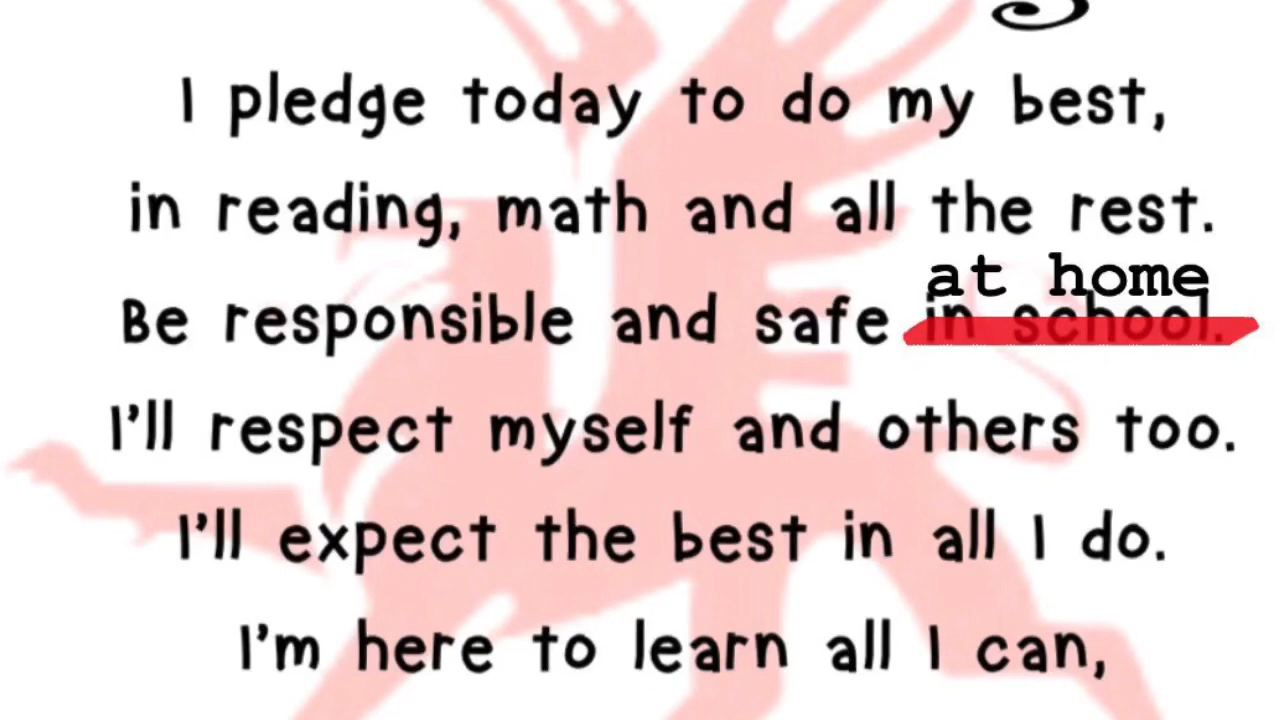 I pledge today to do my best,
in reading, math and all the rest.
at home
Be responsible and safe in school.
I'll respect myself and others too.
I'll expect the best in all I do.
I'm here to learn all I can,